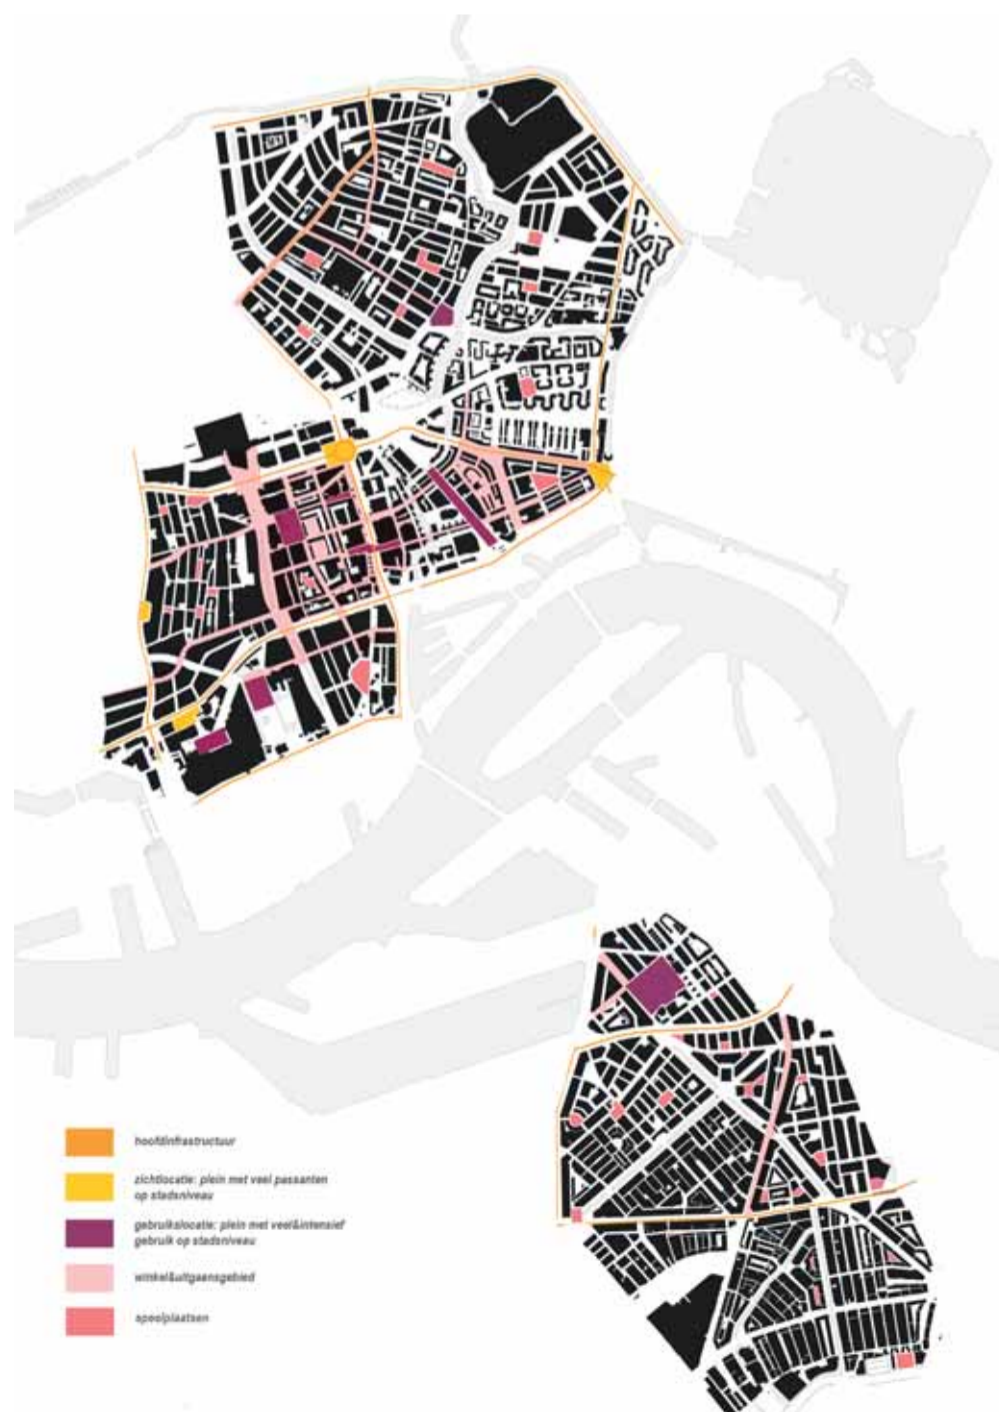 hoofdinfrastructuur
zichtlocatie: plein met veel passanten
op stadsniveau
gebruikslocatie: plein met veel&intensief
gebruik op stadsniveau
winkel&uitgaansgebied
speelplaatsen